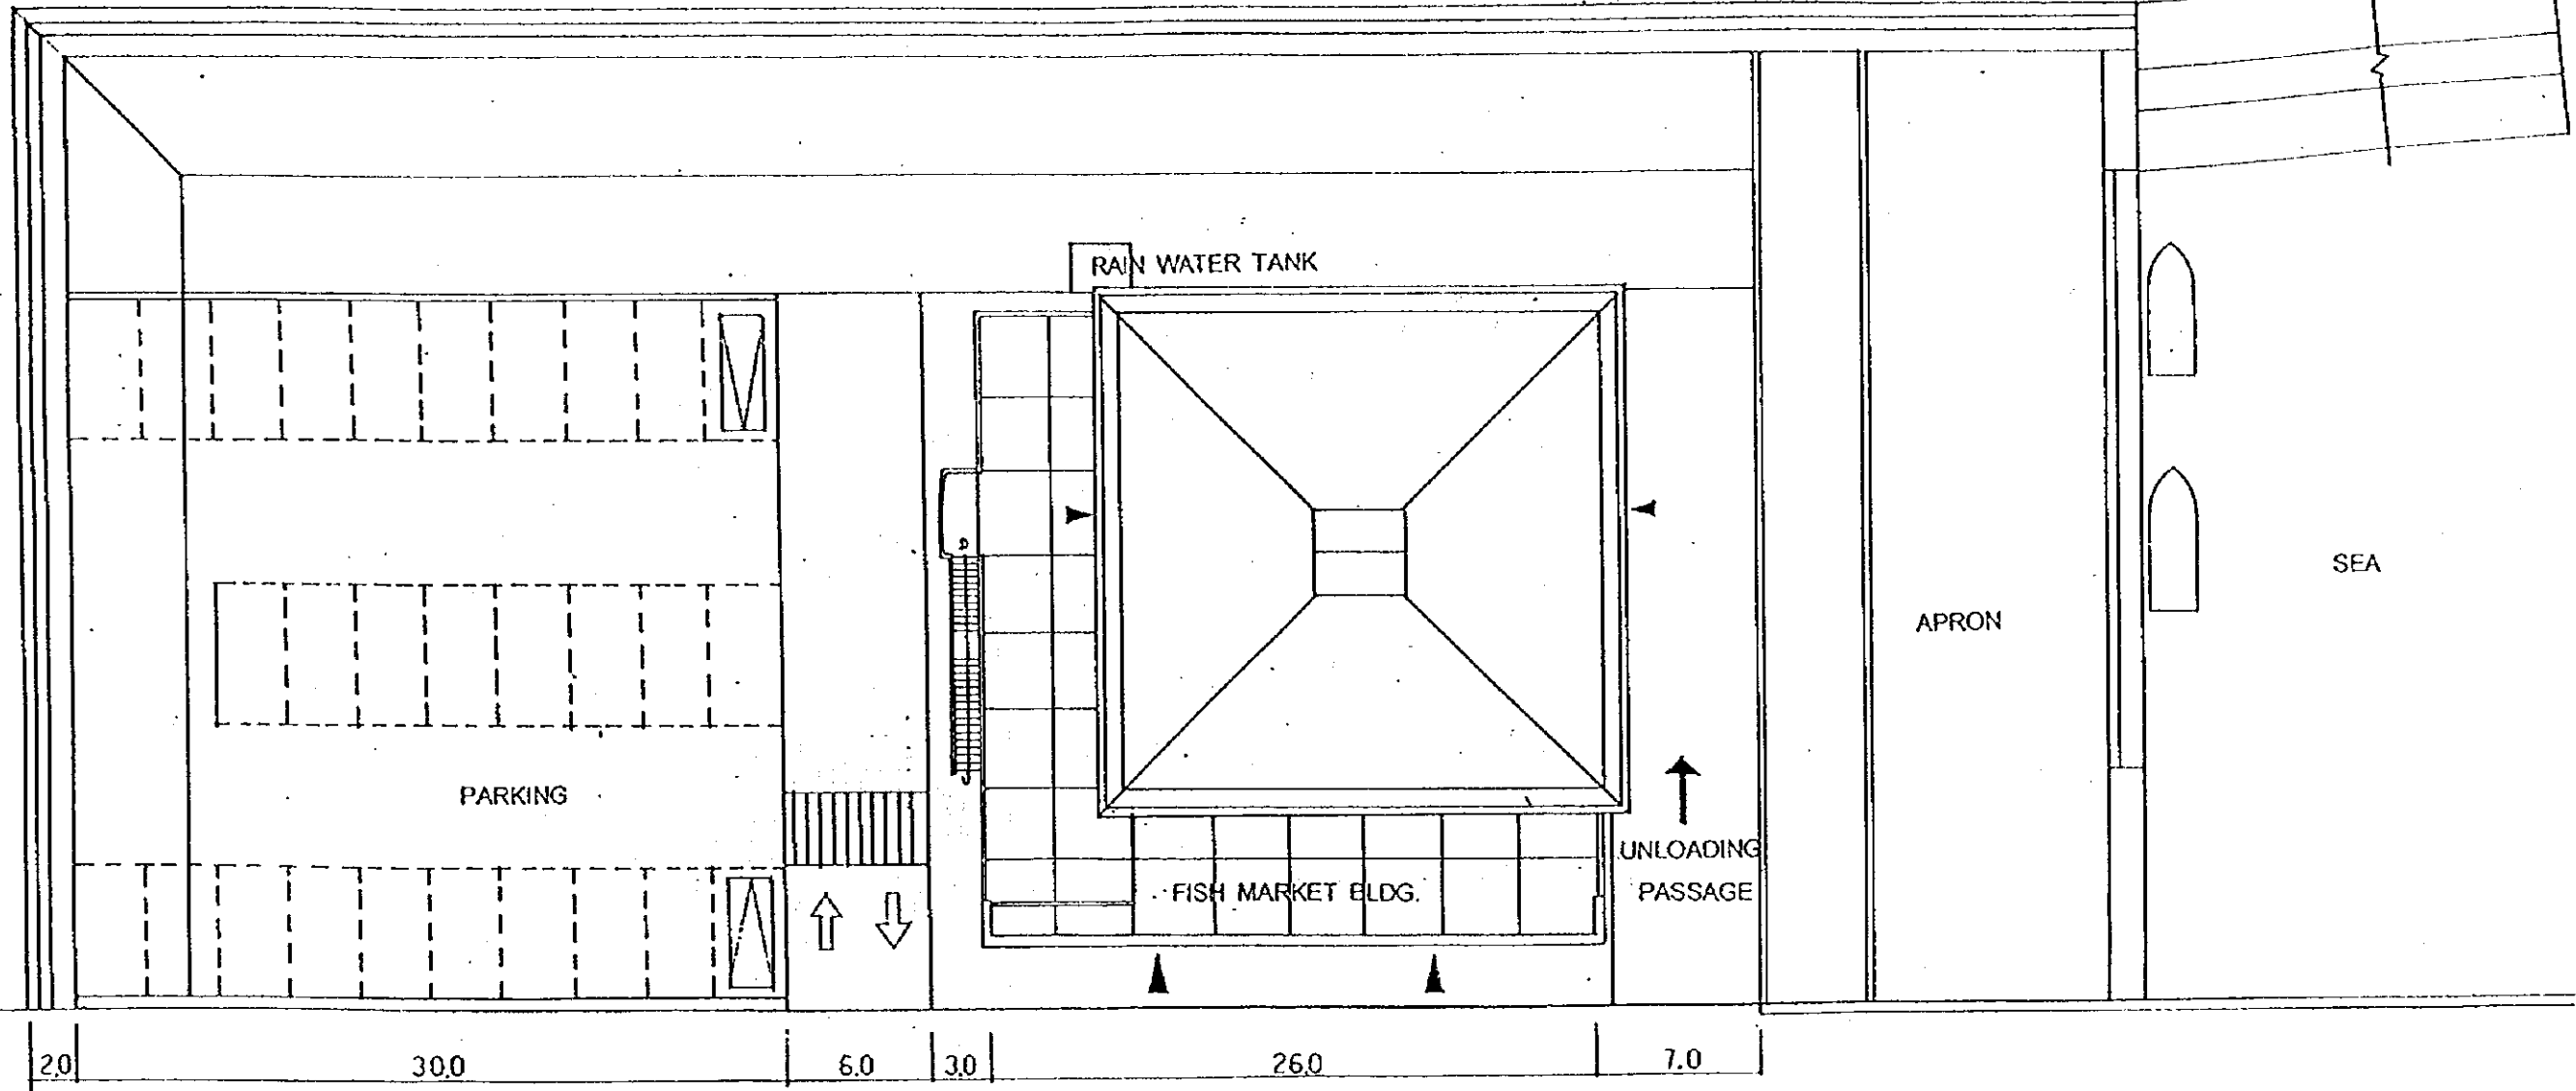 RAIN WATER TANK
SEA
APRON
PARKING
UNLOADING
PASSAGE
FISH MARKET BLDG.
2.0 30.0 6.0 3.0 26.0 7.0